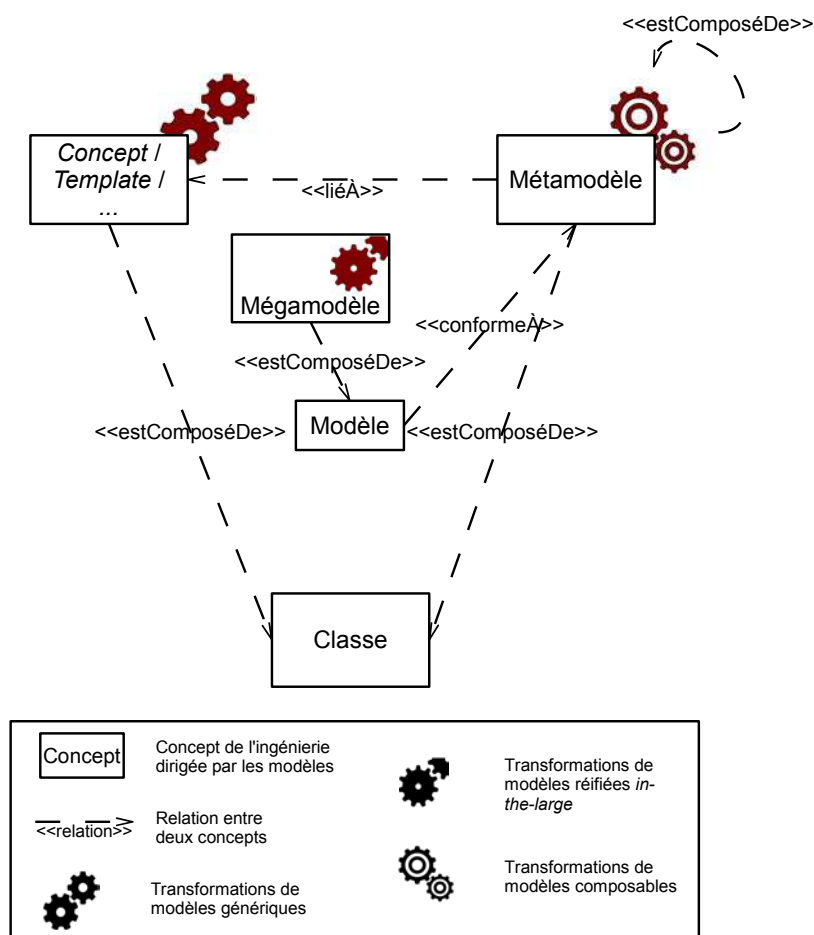 <<estComposéDe>>
Concept /
Template /
...
Métamodèle
<<liéÀ>>
Mégamodèle
<<conformeÀ>>
<<estComposéDe>>
Modèle
<<estComposéDe>>
<<estComposéDe>>
Classe
Concept
Concept de l'ingénierie
dirigée par les modèles
<<relation>>
Relation entre
deux concepts
Transformations de
modèles génériques
Transformations de
modèles réifiées in-
the-large
Transformations de
modèles composables